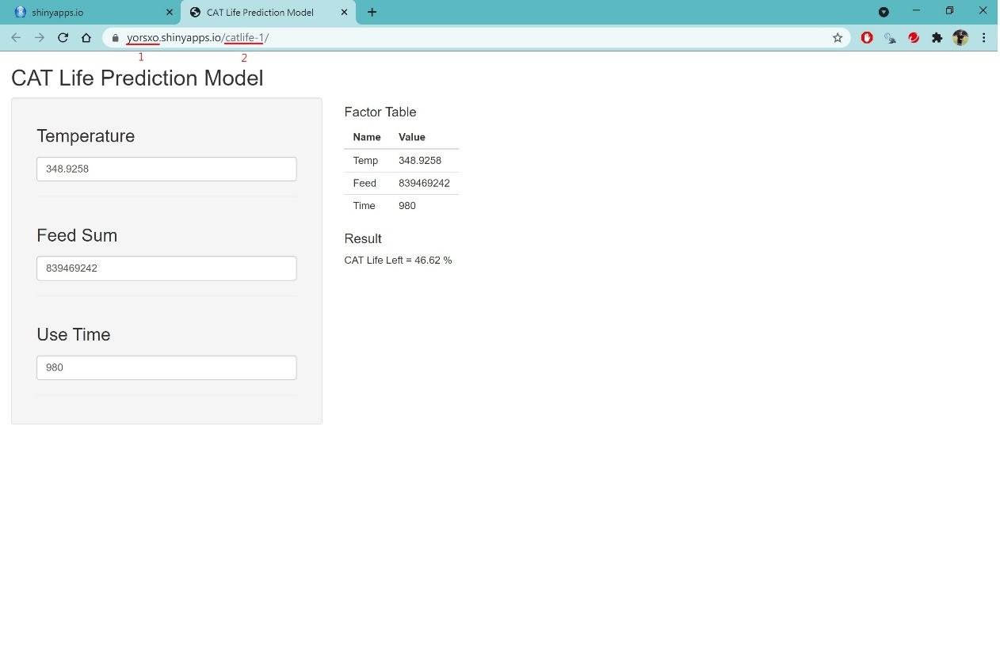 shinyapps.io
CAT Life Prediction Model
yorsxo.shinyapps.io/catlife-1/
1 2
CAT Life Prediction Model
Temperature
348.9258
Feed Sum
839469242
Use Time
980
Factor Table
Name Value
Temp 348.9258
Feed 839469242
Time 980
Result
CAT Life Left = 46.62 %